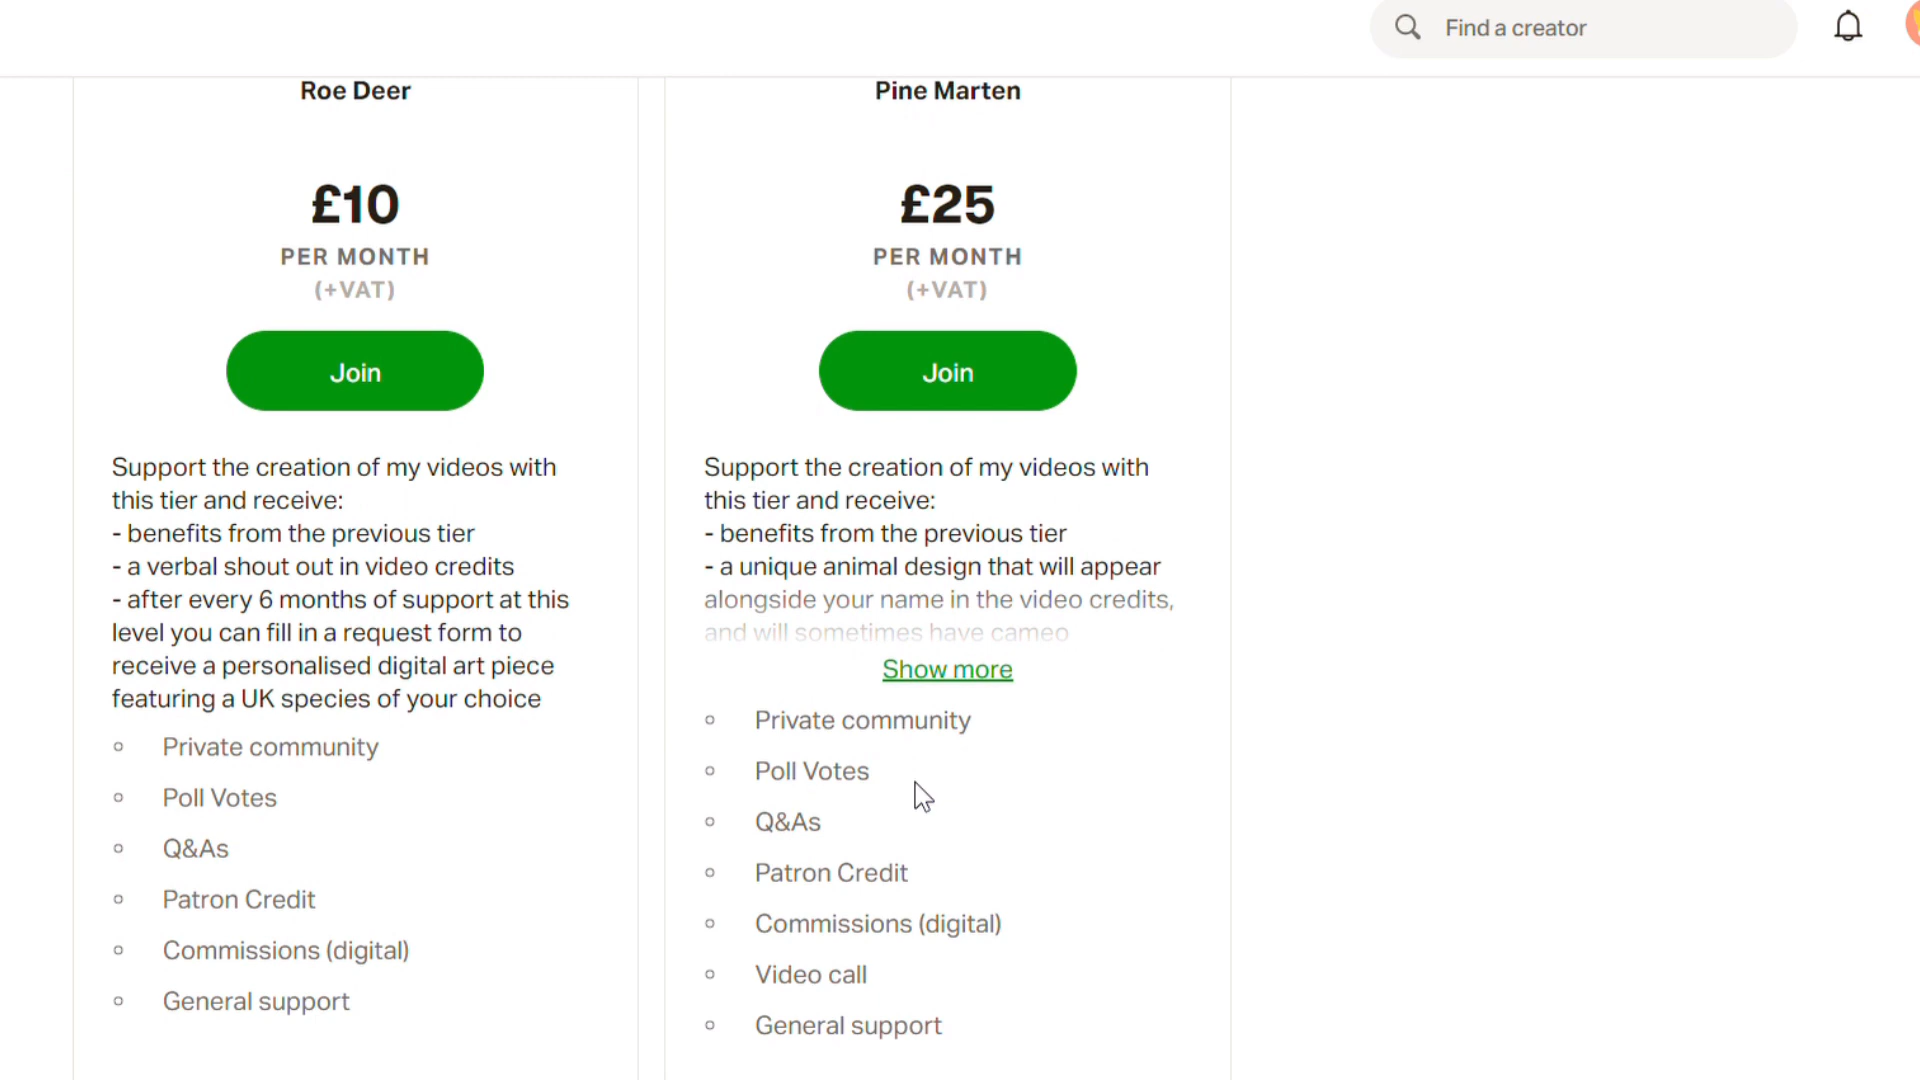 Find a creator
Roe Deer
£10
PER MONTH
(+VAT)
Join
Support the creation of my videos with
this tier and receive:
- benefits from the previous tier
- a verbal shout out in video credits
- after every 6 months of support at this
level you can fill in a request form to
receive a personalised digital art piece
featuring a UK species of your choice
Private community
Poll Votes
Q&As
Patron Credit
Commissions (digital)
General support
Pine Marten
£25
PER MONTH
(+VAT)
Join
Support the creation of my videos with
this tier and receive:
- benefits from the previous tier
- a unique animal design that will appear
alongside your name in the video credits,
and will sometimes have cameo
Show more
Private community
Poll Votes
Q&As
Patron Credit
Commissions (digital)
Video call
General support